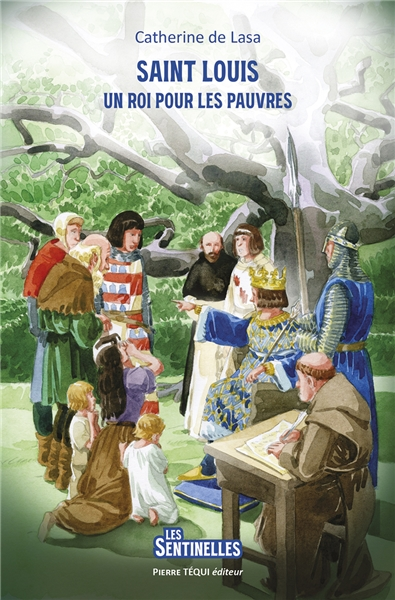 Catherine de Lasa
SAINT LOUIS
UN ROI POUR LES PAUVRES
LES
SENTINELLES
PIERRE TÉQUI éditeur